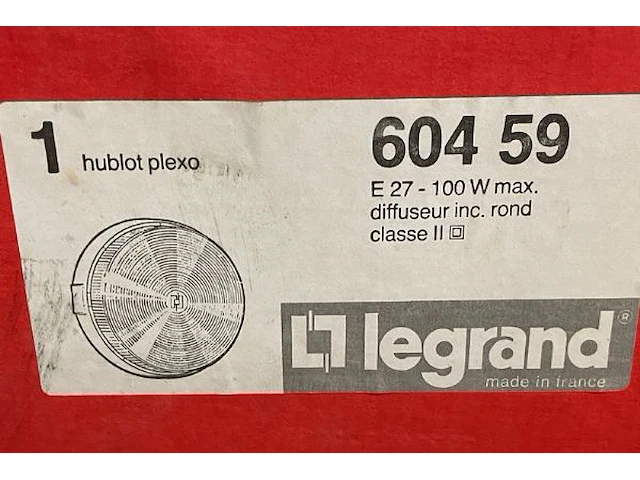 1 hublot plexo
604 59
E 27 - 100 W max.
diffuseur inc. rond
classe II
legrand®
made in france